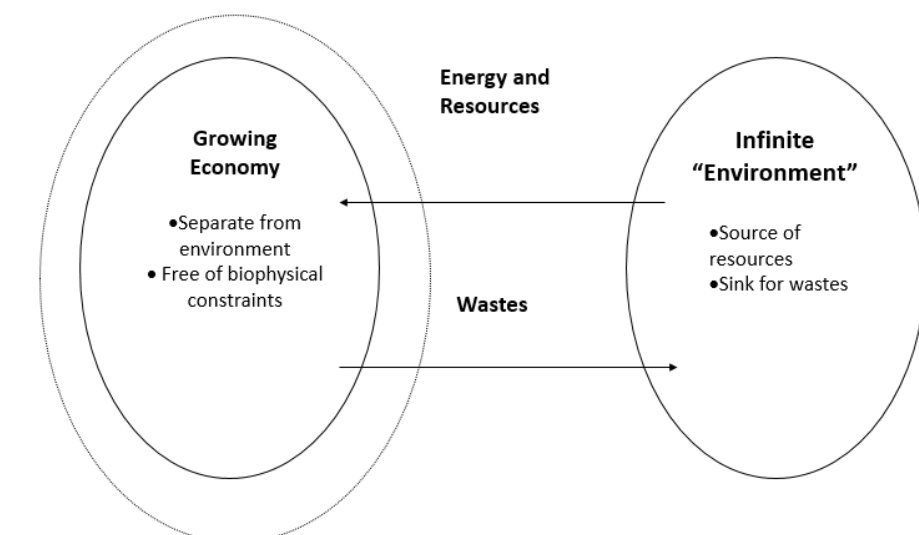 Growing
Economy
•Separate from
environment
• Free of biophysical
constraints
Energy and
Resources
Wastes
Infinite
“Environment”
•Source of
resources
•Sink for wastes